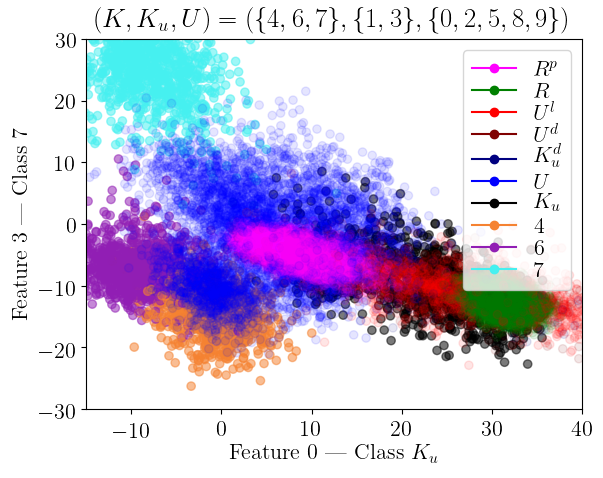 (K, K_u, U) = ({4, 6, 7}, {1, 3}, {0, 2, 5, 8, 9})
30
20
10
0
−10
−20
−30
Feature 3 — Class 7
R^p
R
U^l
U^d
K_u^d
U
K_u
4
6
7
−10 0 10 20 30 40
Feature 0 — Class K_u